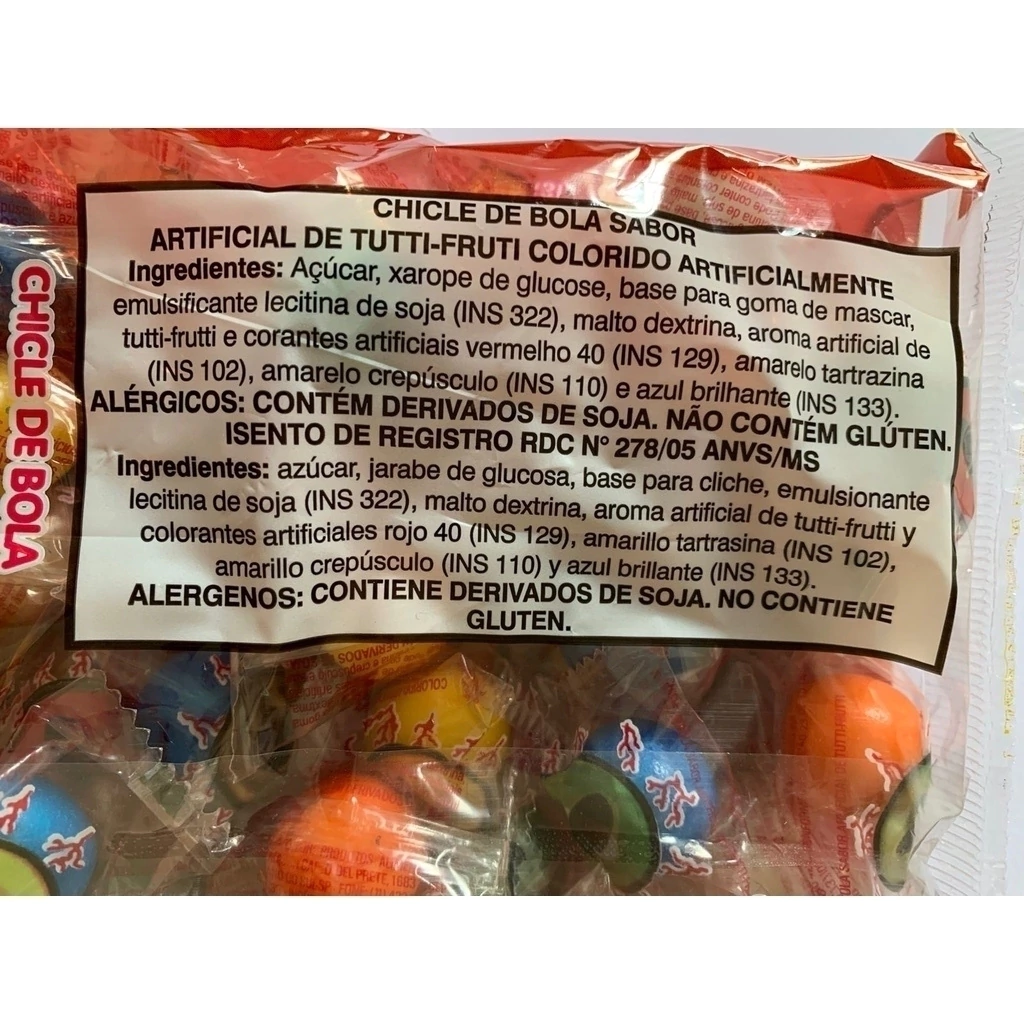 CHICLE DE BOLA SABOR
ARTIFICIAL DE TUTTI-FRUTI COLORIDO ARTIFICIALMENTE
Ingredientes: Açúcar, xarope de glucose, base para goma de mascar,
emulsificante lecitina de soja (INS 322), malto dextrina, aroma artificial de
tutti-frutti e corantes artificiais vermelho 40 (INS 129), amarelo tartrazina
(INS 102), amarelo crepúsculo (INS 110) e azul brilhante (INS 133).
ALÉRGICOS: CONTÉM DERIVADOS DE SOJA. NÃO CONTÉM GLÚTEN.
ISENTO DE REGISTRO RDC N° 278/05 ANVS/MS
Ingredientes: azúcar, jarabe de glucosa, base para cliche, emulsionante
lecitina de soja (INS 322), malto dextrina, aroma artificial de tutti-frutti y
colorantes artificiales rojo 40 (INS 129), amarillo tartrasina (INS 102),
amarillo crepúsculo (INS 110) y azul brillante (INS 133).
ALERGENOS: CONTIENE DERIVADOS DE SOJA. NO CONTIENE
GLUTEN.
CHICLE DE BOLA
DEL PRETE, 1683